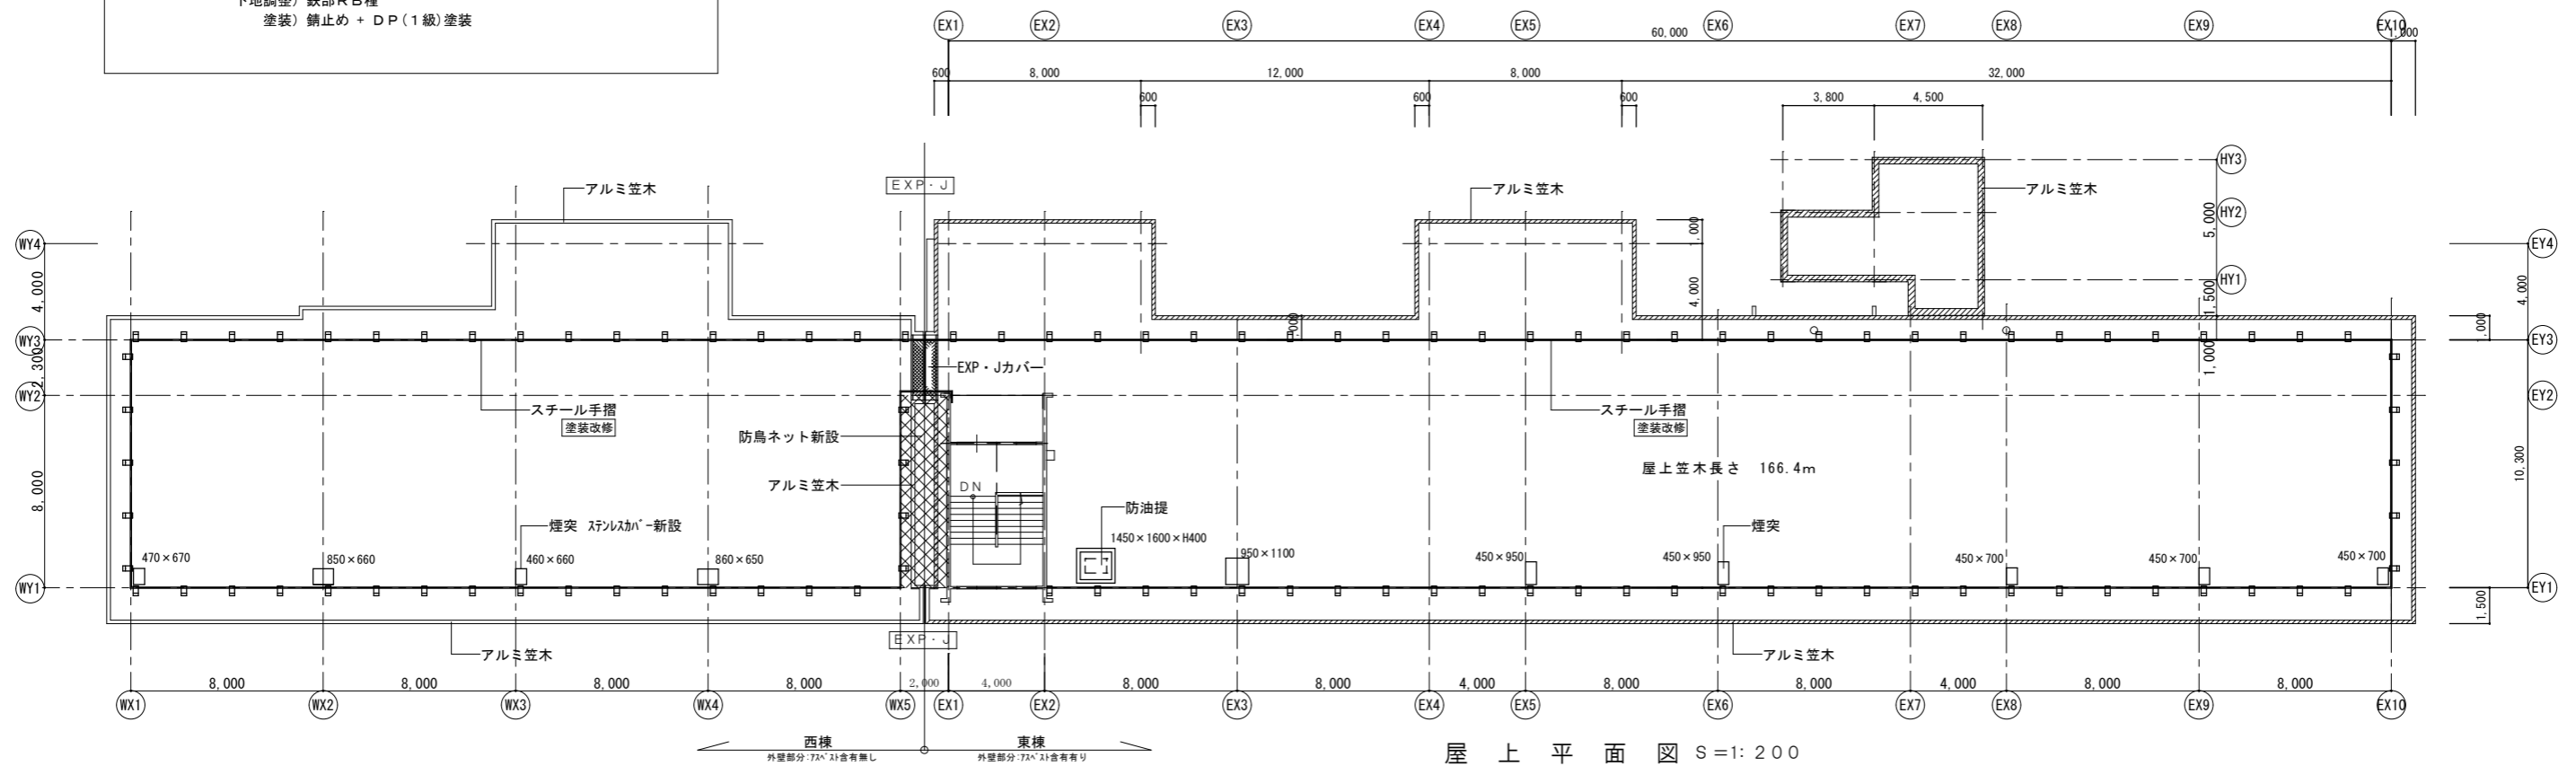 下地調整）鉄部ＲＢ種
塗装）錆止め + ＤＰ(１級)塗装
EX1 EX2 EX3 EX4 EX5 EX6 EX7 EX8 EX9 EX10
60,000 1,000
600 8,000 12,000 8,000 32,000
600 600 600 3,800 4,500
HY3
EXP・J
アルミ笠木 アルミ笠木 アルミ笠木
HY2
WY4 1,000 5,000 EY4
HY1
4,000 4,000 1,500 4,000
WY3 1,000 EY3
2,300 EXP・Jカバー 1,000
WY2 EY2
スチール手摺 スチール手摺
塗装改修 塗装改修
防鳥ネット新設
屋上笠木長さ 166.4m
アルミ笠木 DN
8,000 10,300
防油提
煙突 ステンレスカバー新設 煙突
1450×1600×H400
470×670 850×660 460×660 860×650 950×1100 450×950 450×950 450×700 450×700 450×700
WY1 EY1
1,500
EXP・J
アルミ笠木 アルミ笠木
8,000 8,000 8,000 8,000 2,000 4,000 8,000 8,000 4,000 8,000 8,000 4,000 8,000 8,000
WX1 WX2 WX3 WX4 WX5 EX1 EX2 EX3 EX4 EX5 EX6 EX7 EX8 EX9 EX10
西棟 東棟
外壁部分:アスベスト含有無し 外壁部分:アスベスト含有有り
屋上平面図 S=1:200